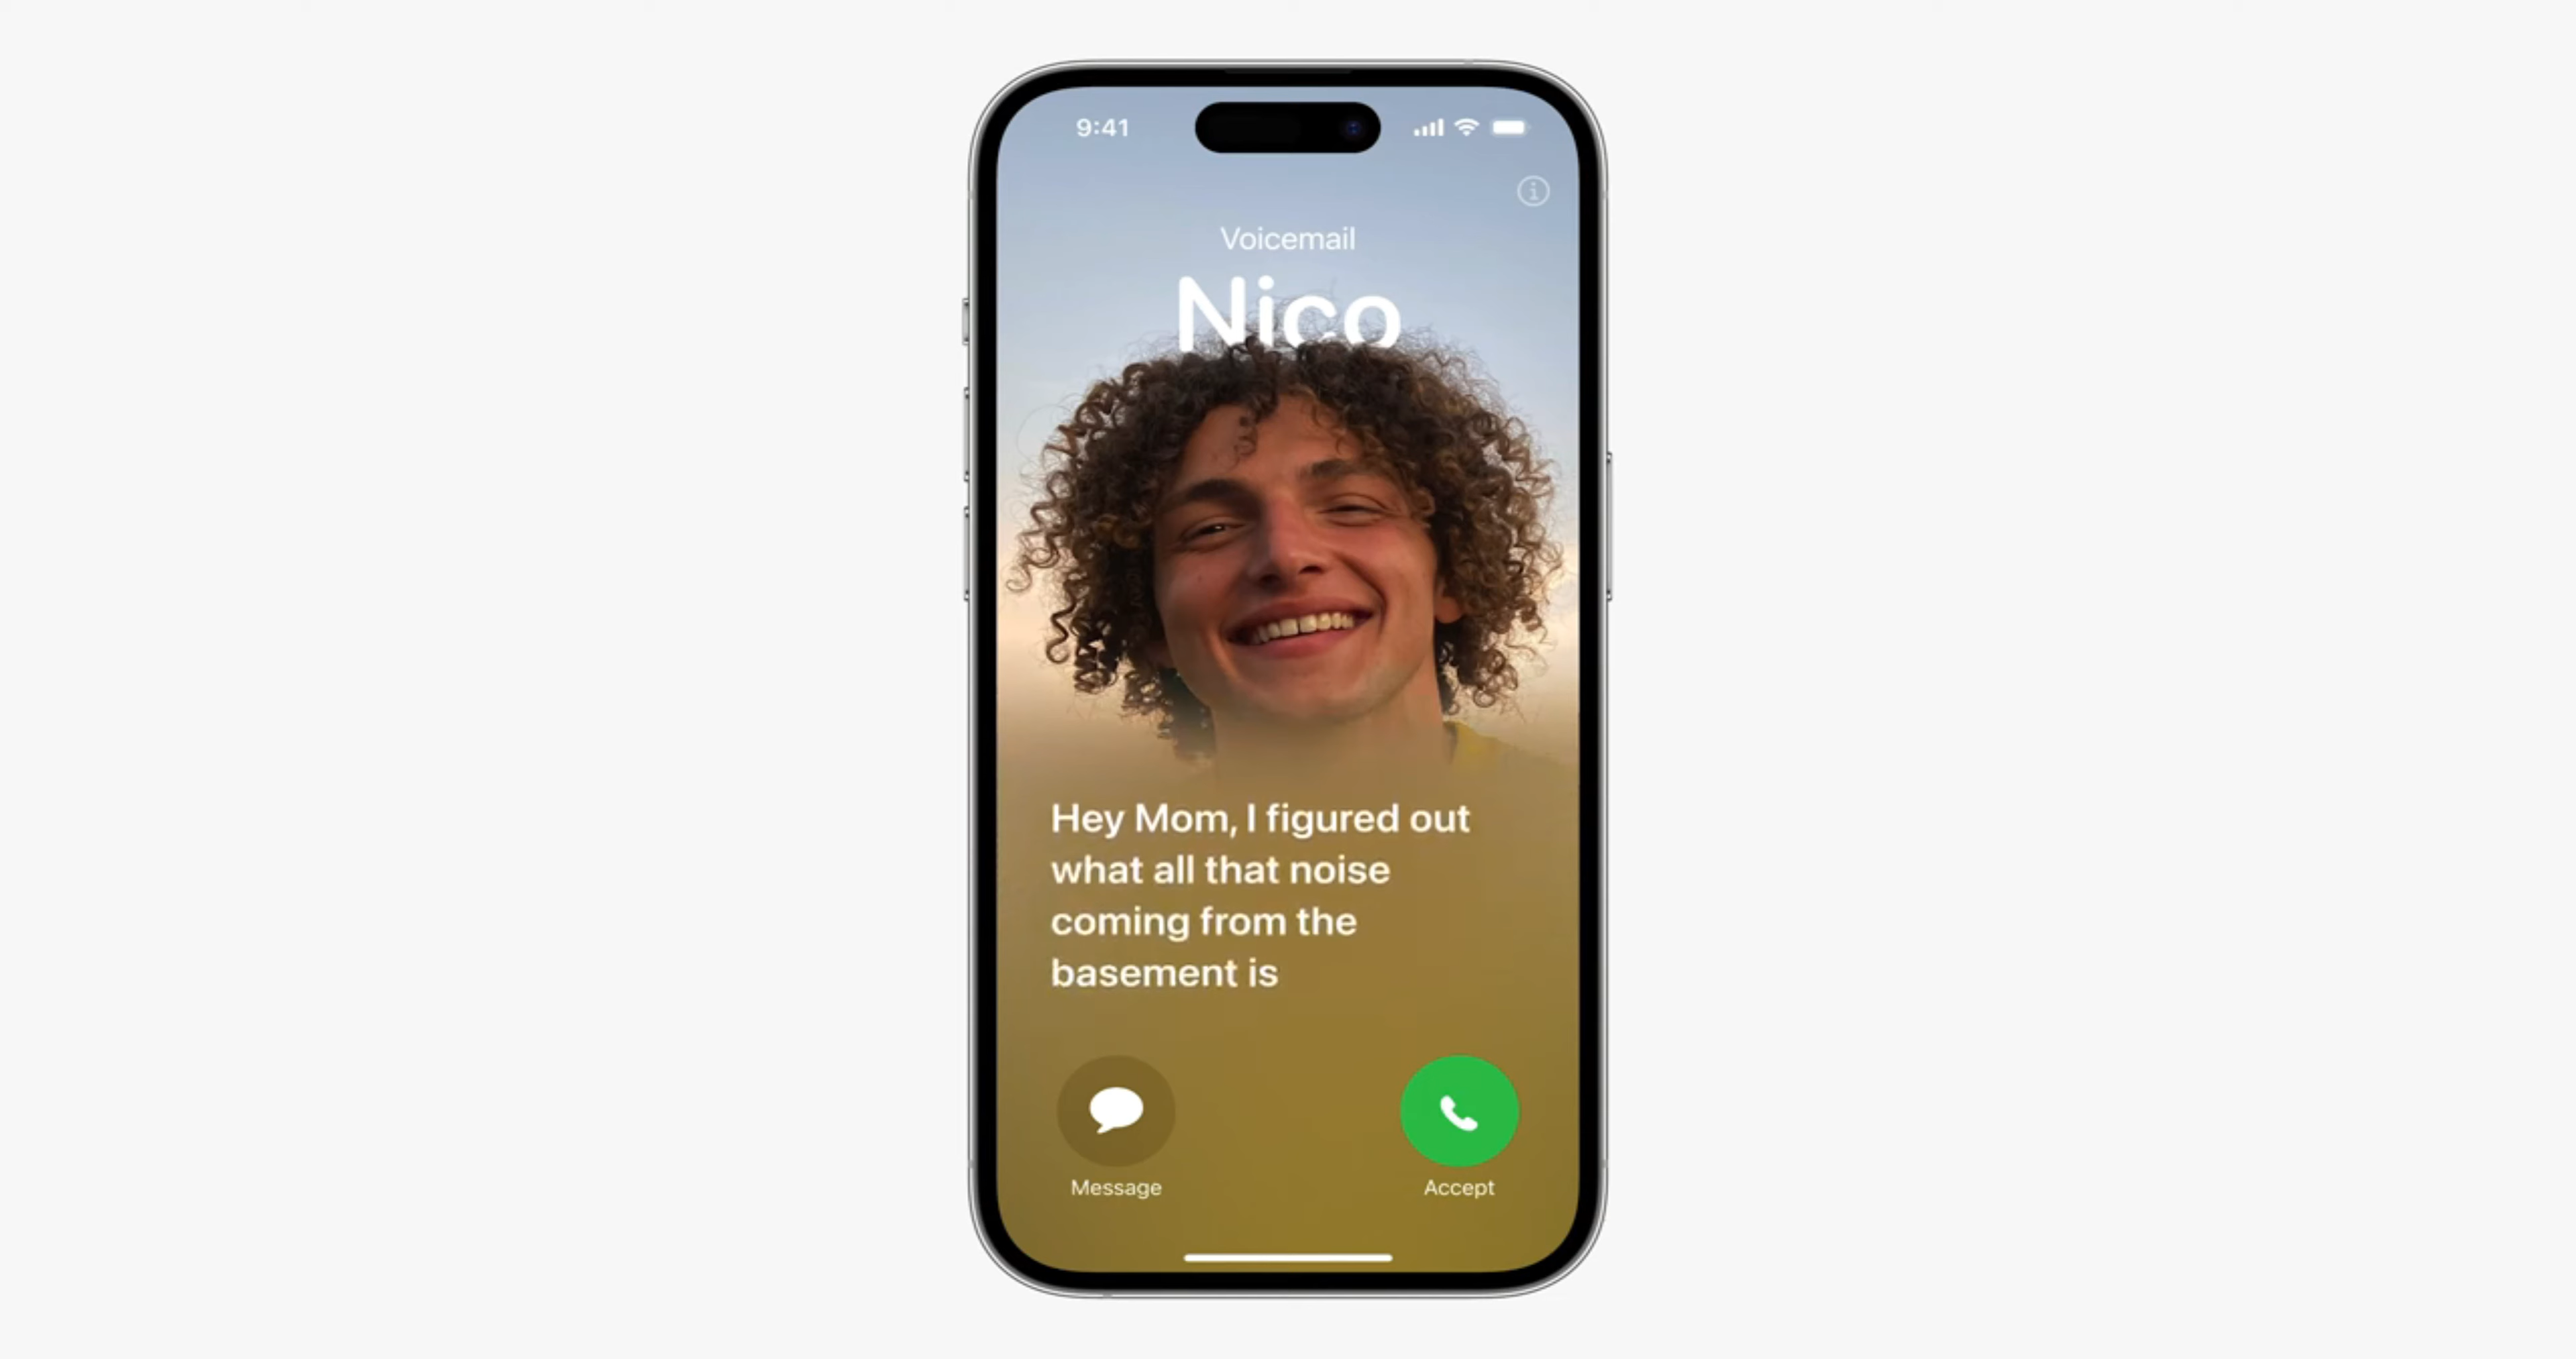 9:41
Voicemail
Nico
Hey Mom, I figured out
what all that noise
coming from the
basement is
Message
Accept